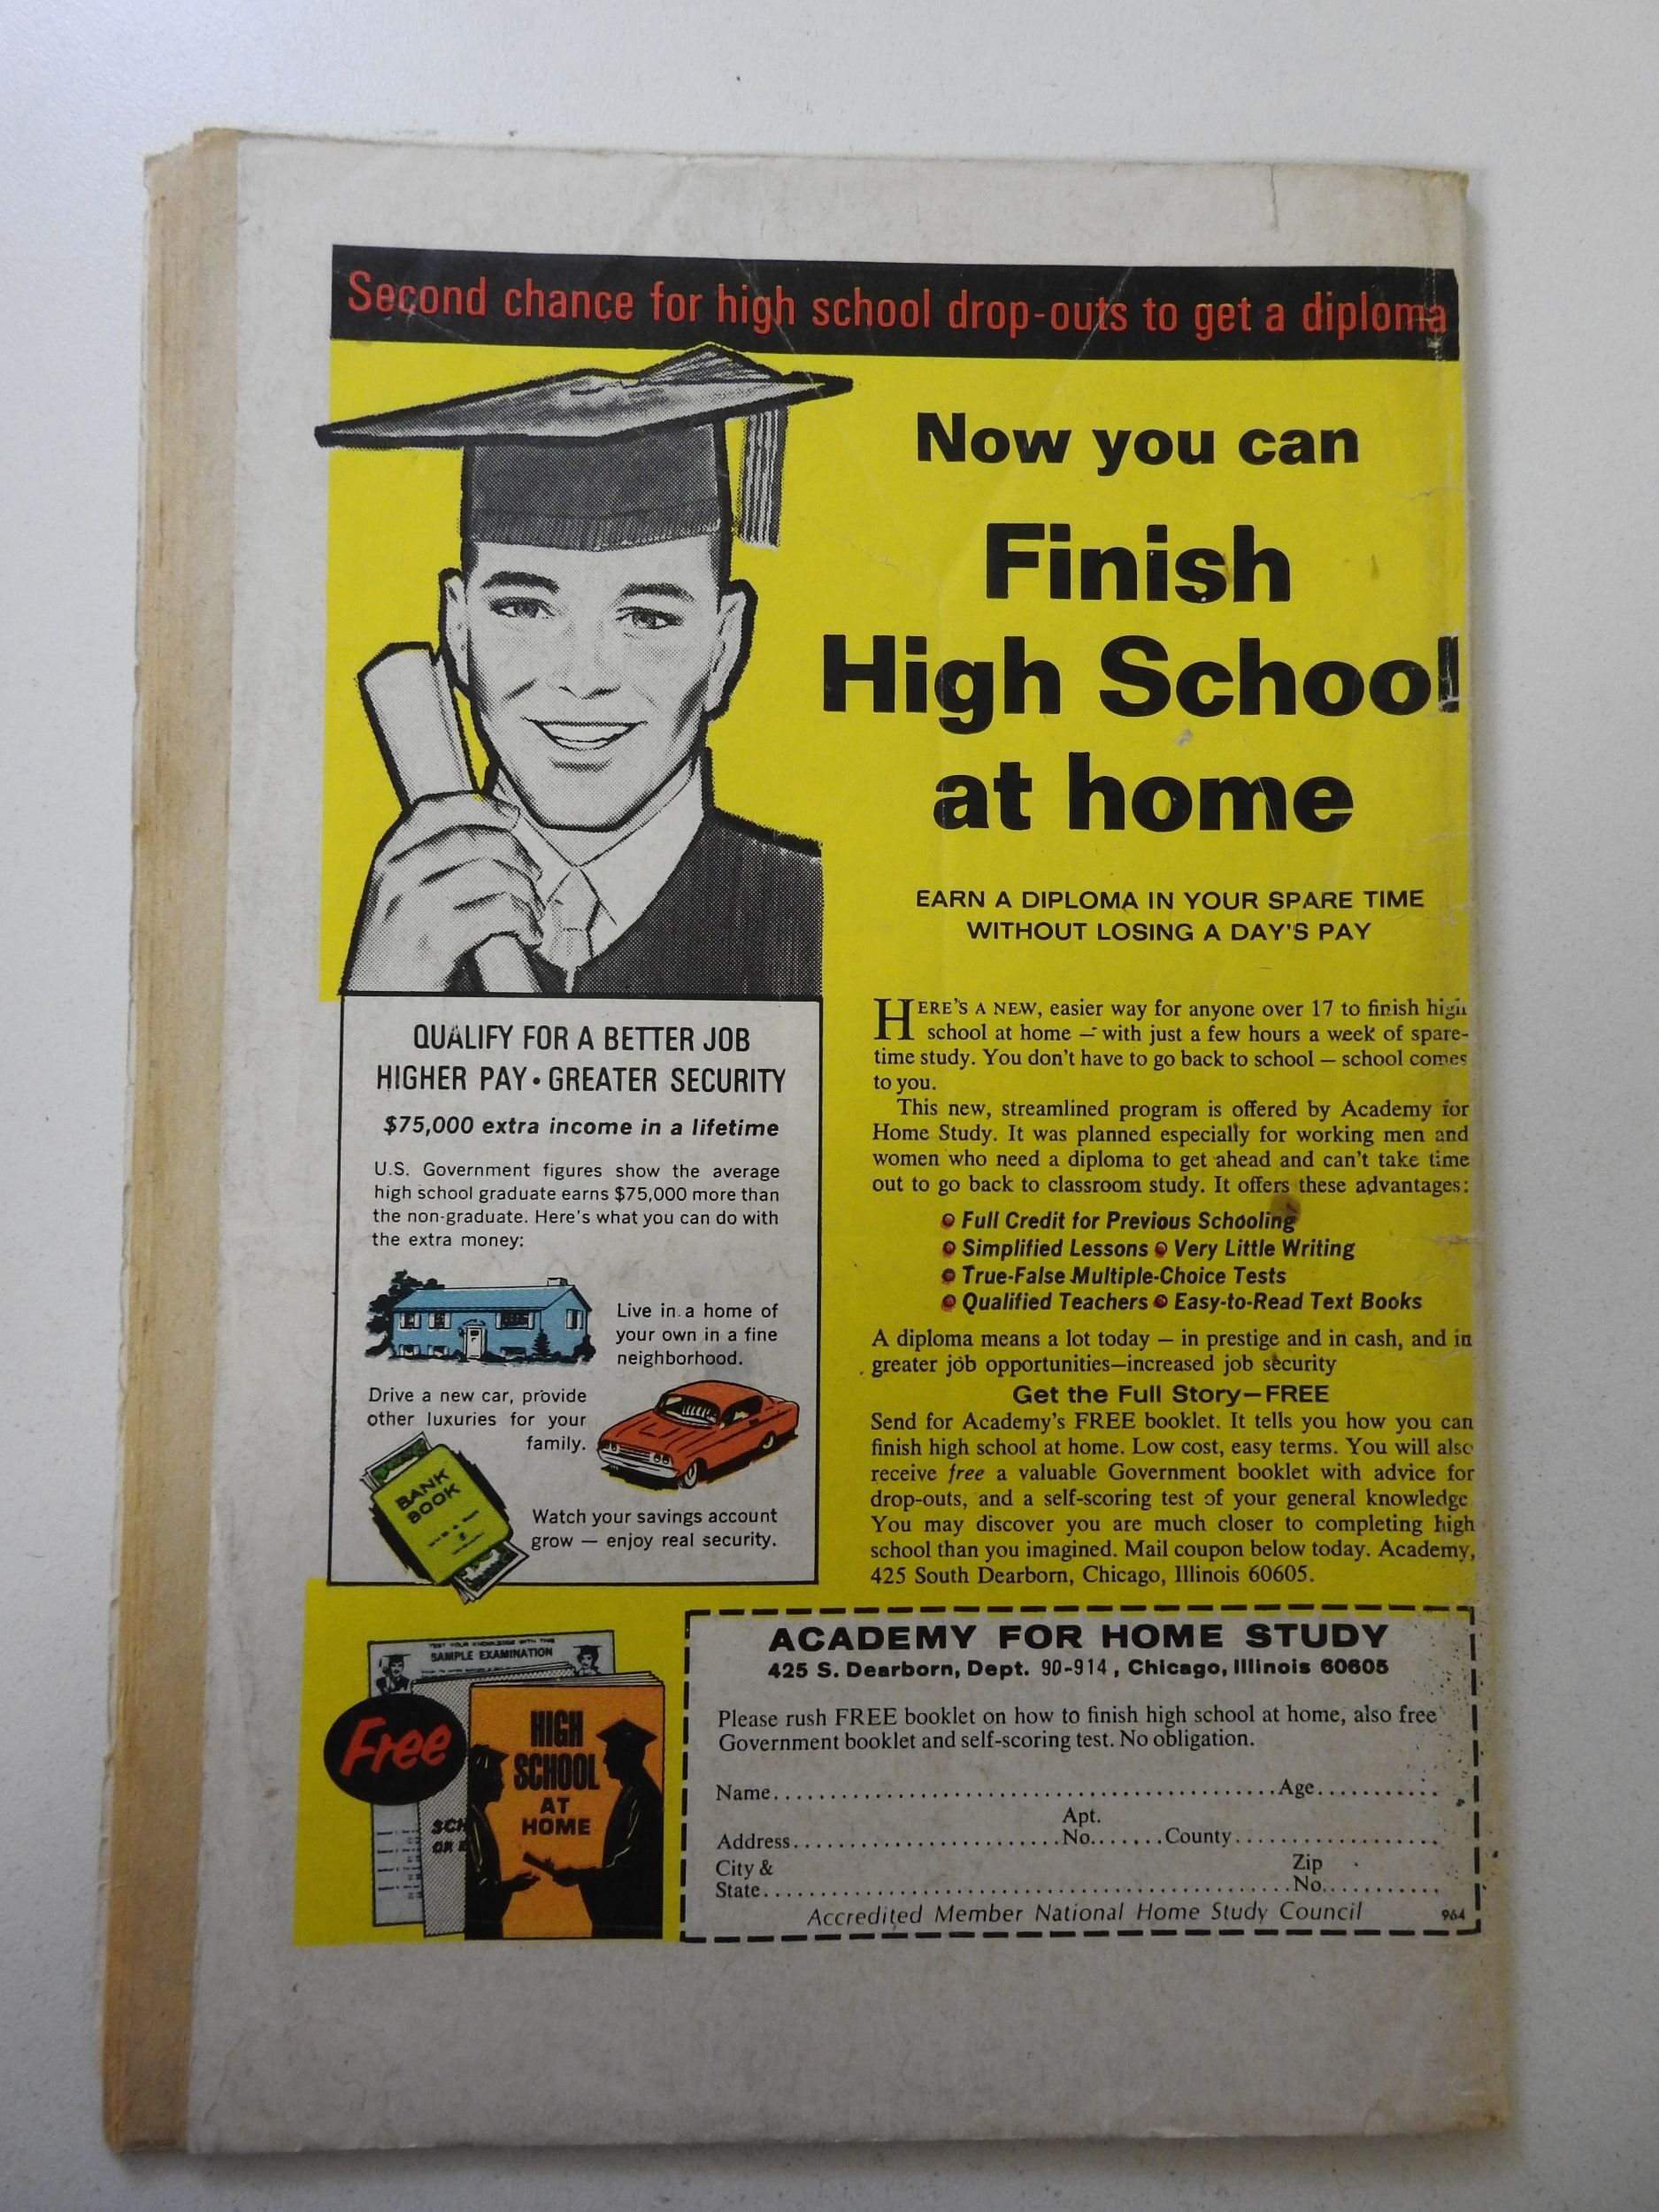 Second chance for high school drop-outs to get a diploma
Now you can
Finish
High School
at home
EARN A DIPLOMA IN YOUR SPARE TIME
WITHOUT LOSING A DAY'S PAY
QUALIFY FOR A BETTER JOB
HIGHER PAY • GREATER SECURITY
$75,000 extra income in a lifetime
U.S. Government figures show the average
high school graduate earns $75,000 more than
the non-graduate. Here's what you can do with
the extra money:
Live in a home of
your own in a fine
neighborhood.
Drive a new car, provide
other luxuries for your
family.
BANK
BOOK
Watch your savings account
grow — enjoy real security.
HERE'S A NEW, easier way for anyone over 17 to finish high
school at home — with just a few hours a week of spare-
time study. You don't have to go back to school — school comes
to you.
This new, streamlined program is offered by Academy for
Home Study. It was planned especially for working men and
women who need a diploma to get ahead and can't take time
out to go back to classroom study. It offers these advantages:
• Full Credit for Previous Schooling
• Simplified Lessons • Very Little Writing
• True-False Multiple-Choice Tests
• Qualified Teachers • Easy-to-Read Text Books
A diploma means a lot today — in prestige and in cash, and in
greater job opportunities—increased job security
Get the Full Story—FREE
Send for Academy's FREE booklet. It tells you how you can
finish high school at home. Low cost, easy terms. You will also
receive free a valuable Government booklet with advice for
drop-outs, and a self-scoring test of your general knowledge
You may discover you are much closer to completing high
school than you imagined. Mail coupon below today. Academy,
425 South Dearborn, Chicago, Illinois 60605.
TEST YOUR KNOWLEDGE WITH THIS
SAMPLE EXAMINATION
Free
SCH
OR
HIGH
SCHOOL
AT
HOME
ACADEMY FOR HOME STUDY
425 S. Dearborn, Dept. 90-914, Chicago, Illinois 60605
Please rush FREE booklet on how to finish high school at home, also free
Government booklet and self-scoring test. No obligation.
Name.......................................................Age............
Apt.
Address.............................No.......County....................
City &
Zip
State.......................................................No............
Accredited Member National Home Study Council
964